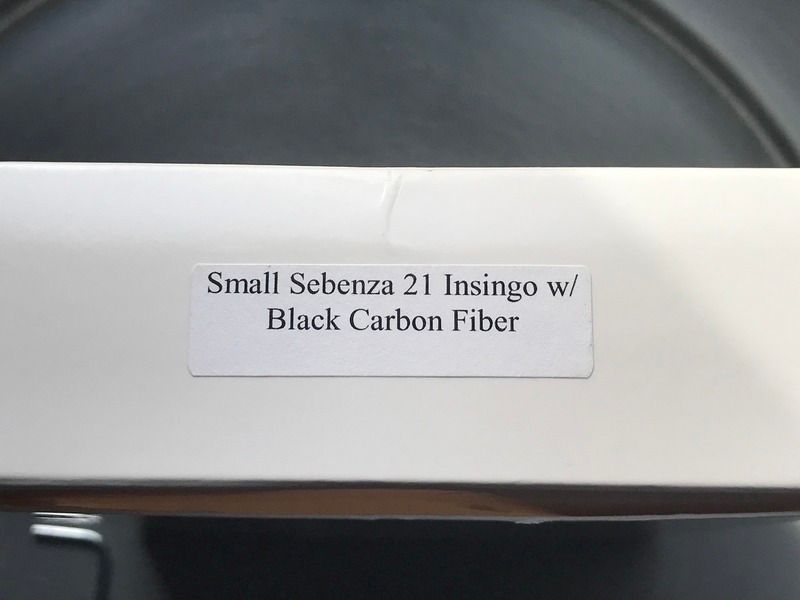 Small Sebenza 21 Insingo w/
Black Carbon Fiber